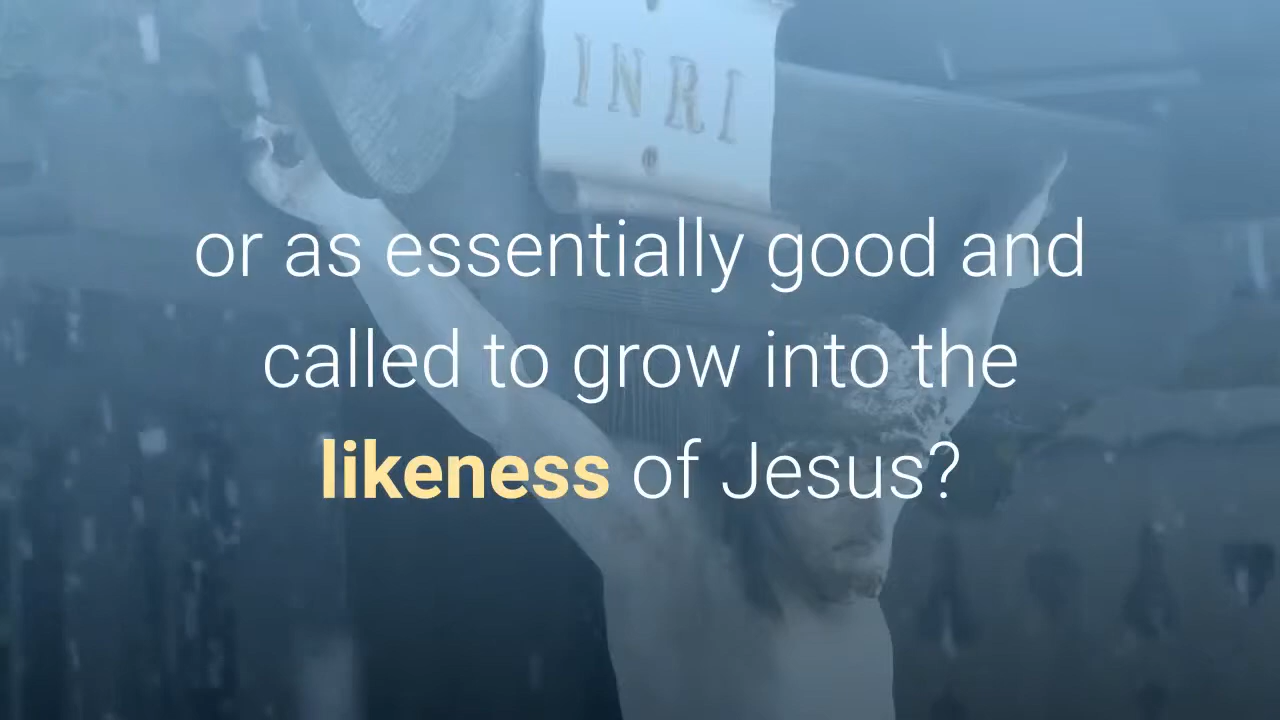 INRI
or as essentially good and
called to grow into the
likeness of Jesus?